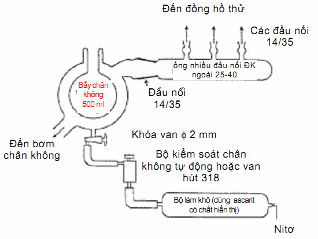 Đến đồng hồ thử
Các đầu nối
14/35
ống nhiều đầu nối ĐK
ngoài 25-40
Bẫy chân
không
500 ml
Dấu nối
14/35
Đến bơm
chân không
Khóa van ϕ 2 mm
Bộ kiểm soát chân
không tự động hoặc van
hút 318
Bộ làm khô (dùng ascarit
có chất hiển thị)
Nitơ